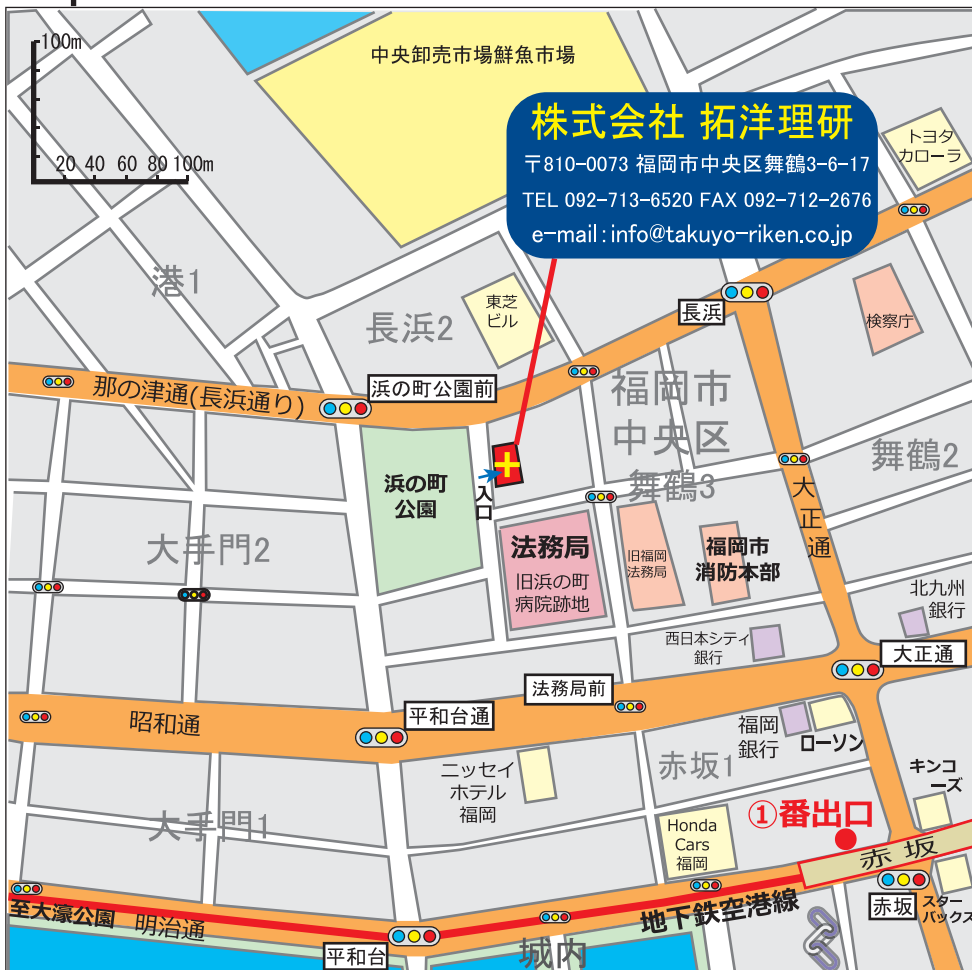 100m
中央卸売市場鮮魚市場
株式会社 拓洋理研
〒810-0073 福岡市中央区舞鶴3-6-17
TEL 092-713-6520 FAX 092-712-2676
e-mail:info@takuyo-riken.co.jp
トヨタ
カローラ
20 40 60 80 100m
港1
長浜2
東芝
ビル
長浜
検察庁
那の津通(長浜通り)
浜の町公園前
福岡市
中央区
舞鶴3
舞鶴2
浜の町
公園
入口
大正通
大手門2
法務局
旧浜の町
病院跡地
旧福岡
法務局
福岡市
消防本部
北九州
銀行
西日本シティ
銀行
大正通
法務局前
平和台通
昭和通
福岡
銀行
ローソン
赤坂1
ニッセイ
ホテル
福岡
キンコ
ーズ
大手門1
①番出口
Honda
Cars
福岡
赤坂
至大濠公園
明治通
地下鉄空港線
赤坂
スター
バックス
平和台
城内